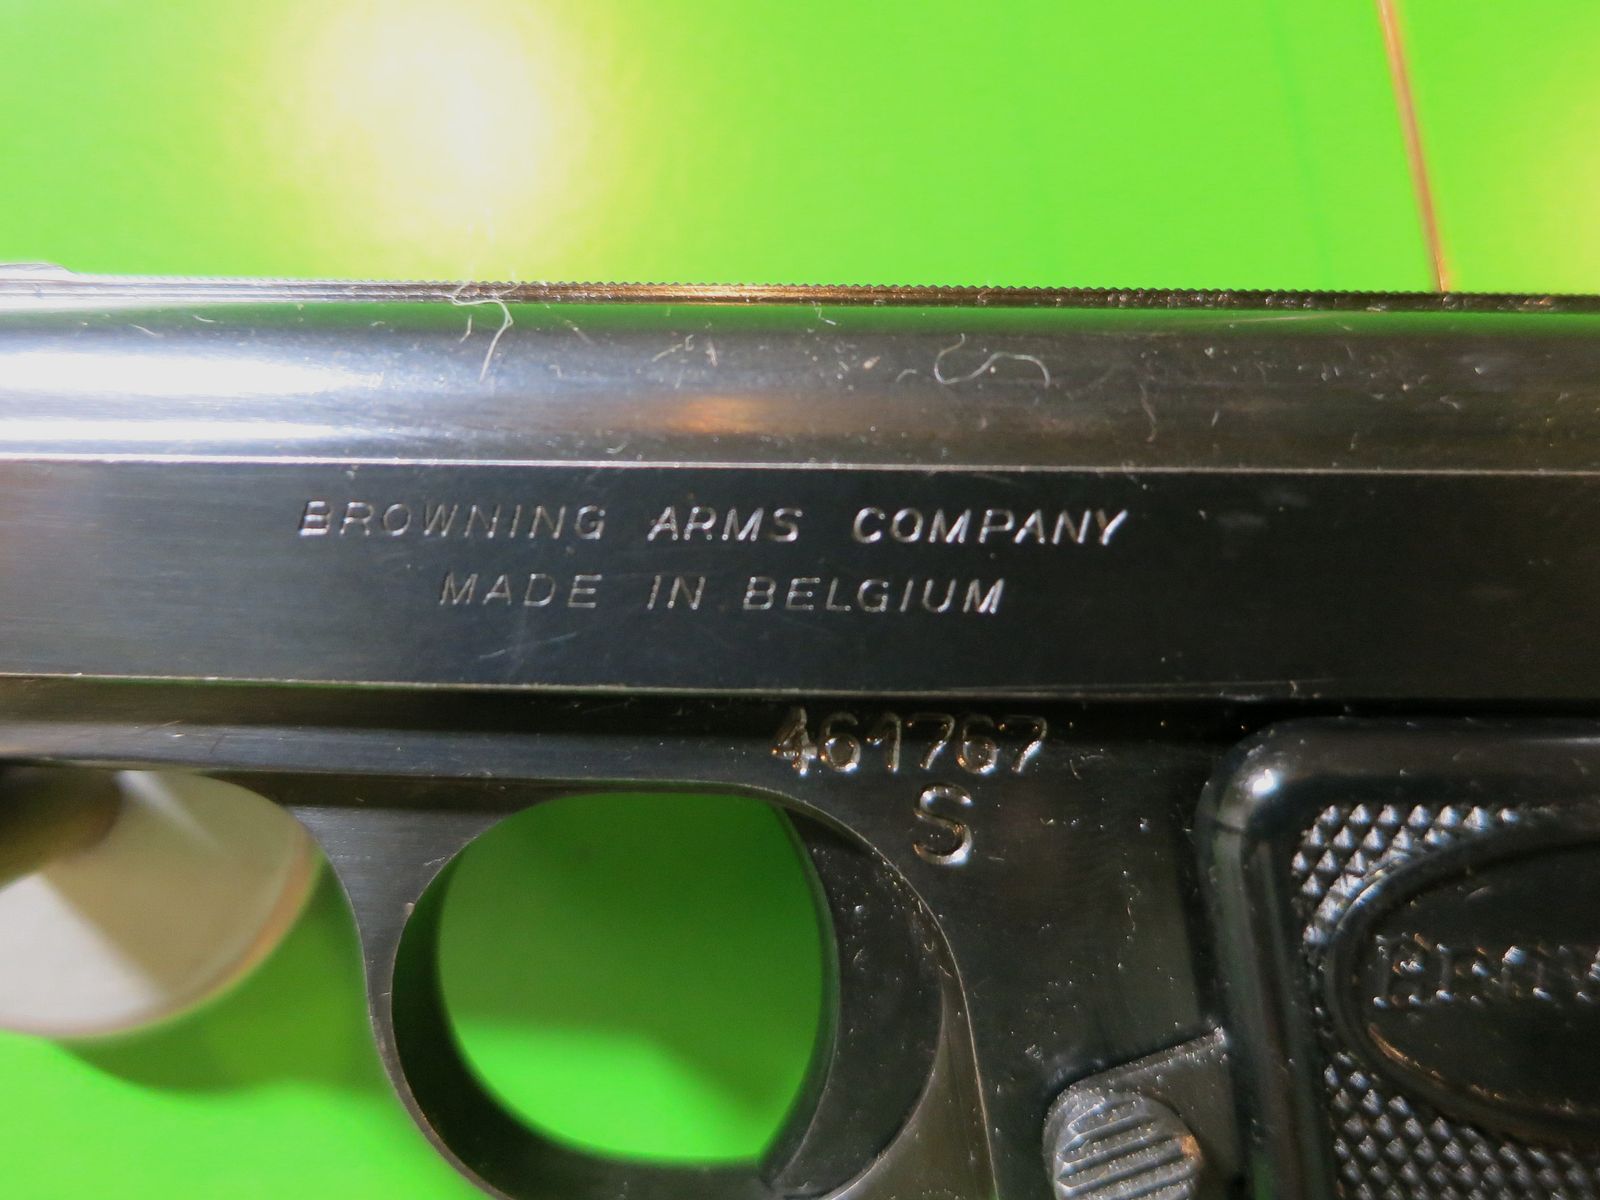 BROWNING ARMS COMPANY
MADE IN BELGIUM
461767
S